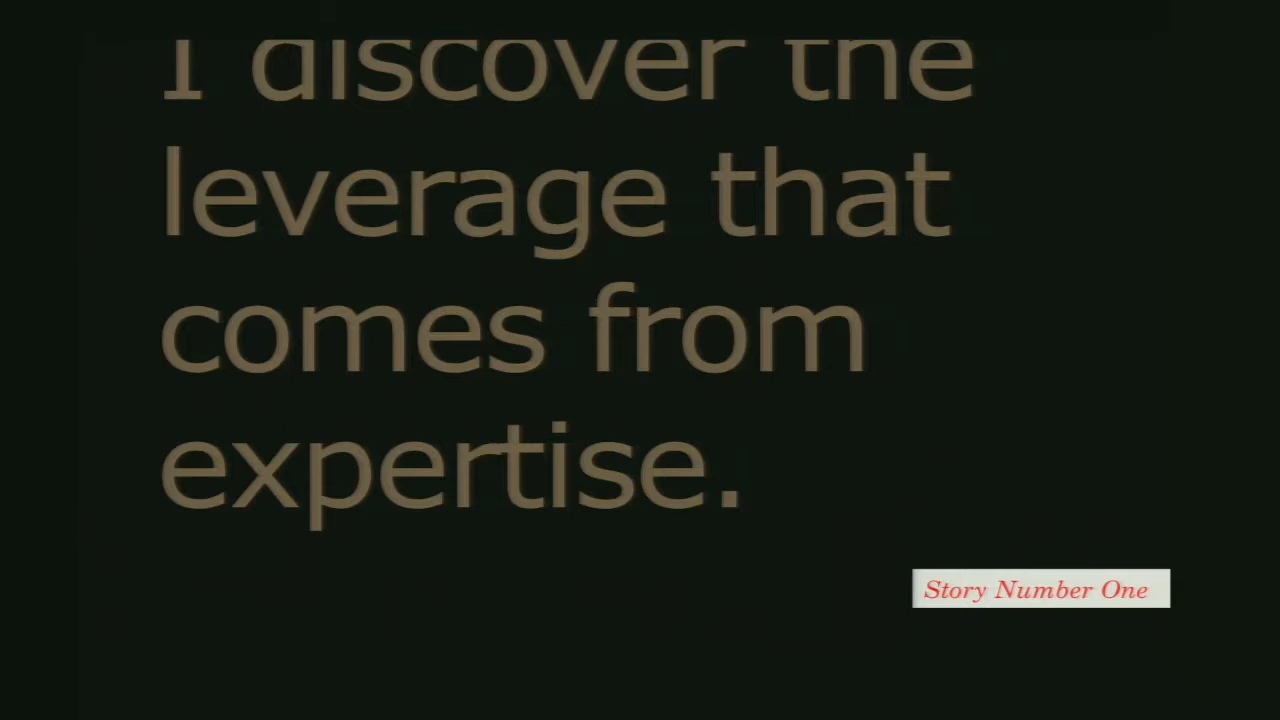 I discover the
leverage that
comes from
expertise.
Story Number One